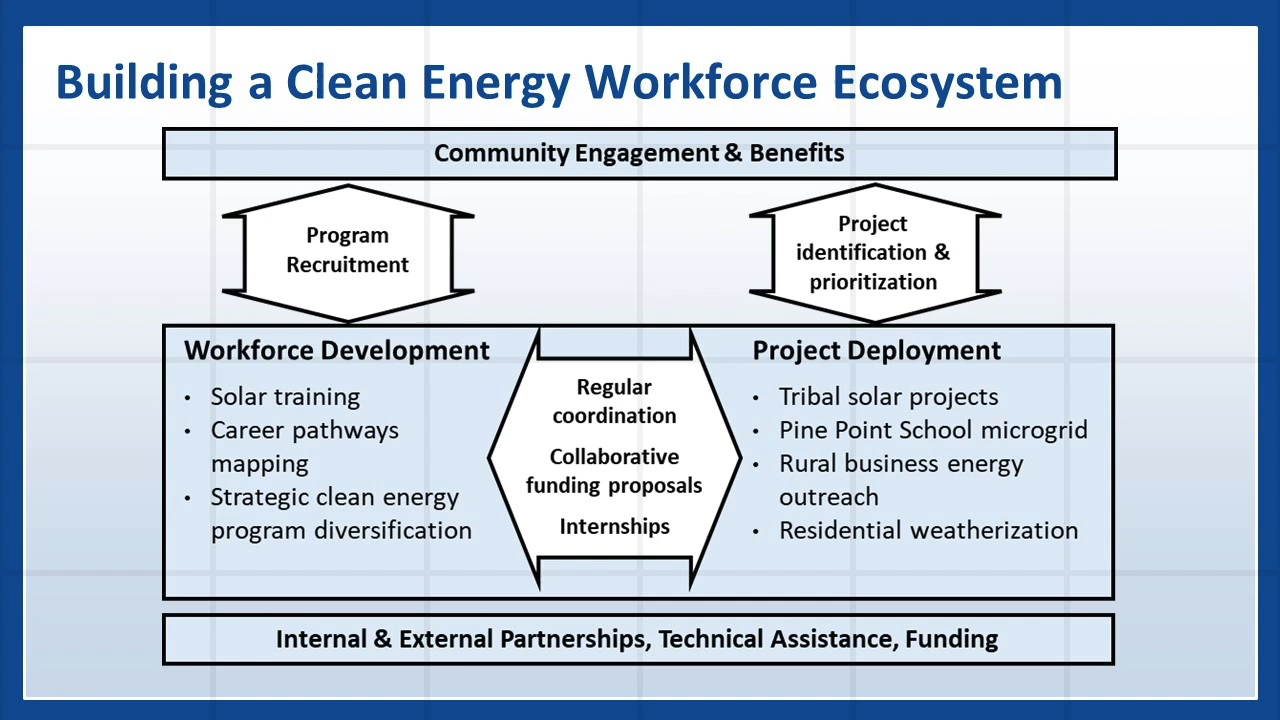 Building a Clean Energy Workforce Ecosystem
Community Engagement & Benefits
Program
Recruitment
Project
identification &
prioritization
Workforce Development
• Solar training
• Career pathways
mapping
• Strategic clean energy
program diversification
Regular
coordination
Collaborative
funding proposals
Internships
Project Deployment
• Tribal solar projects
• Pine Point School microgrid
• Rural business energy
outreach
• Residential weatherization
Internal & External Partnerships, Technical Assistance, Funding